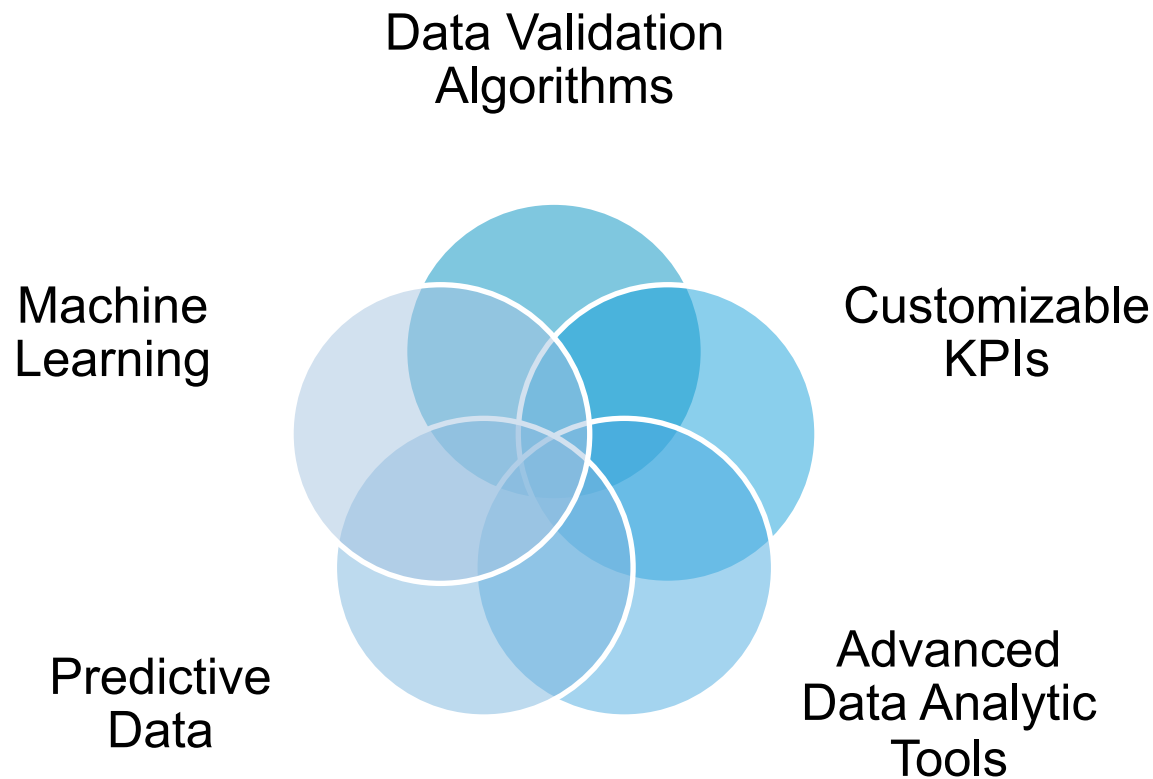 Data Validation
Algorithms
Machine
Learning
Customizable
KPIs
Predictive
Data
Advanced
Data Analytic
Tools